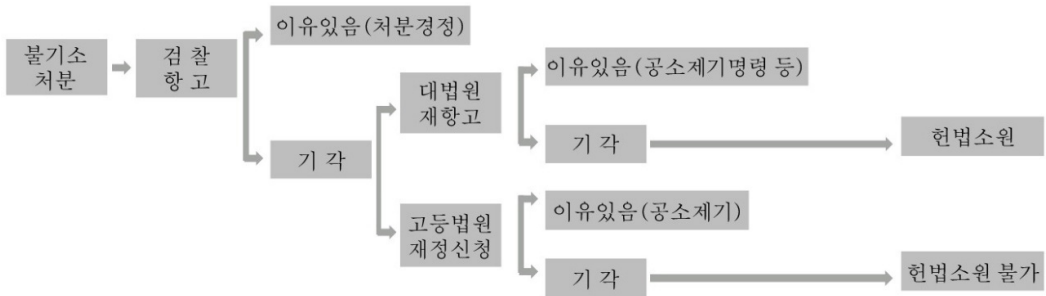 불기소
처분
검 찰
항 고
이유있음(처분경정)
기 각
대법원
재항고
이유있음(공소제기명령 등)
기 각
헌법소원
고등법원
재정신청
이유있음(공소제기)
기 각
헌법소원 불가